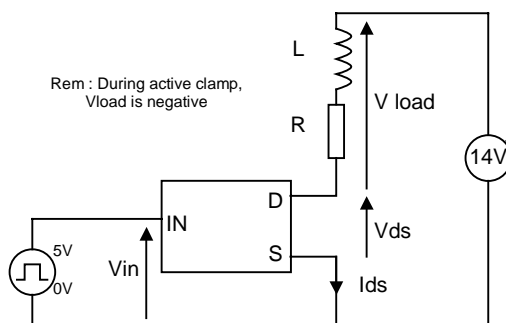 L
Rem : During active clamp,
Vload is negative
V load
R
14V
D
IN
Vds
S
5V
Vin
Ids
0V